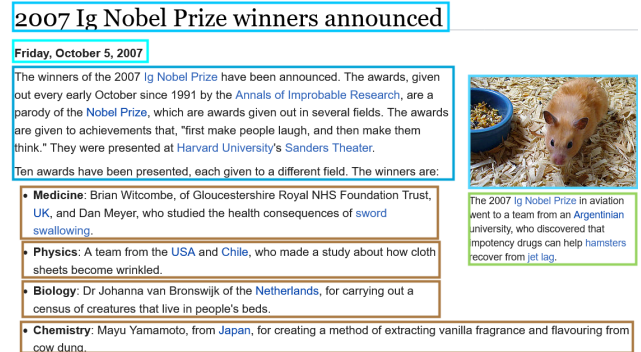 2007 Ig Nobel Prize winners announced
Friday, October 5, 2007
The winners of the 2007 Ig Nobel Prize have been announced. The awards, given
out every early October since 1991 by the Annals of Improbable Research, are a
parody of the Nobel Prize, which are awards given out in several fields. The awards
are given to achievements that, "first make people laugh, and then make them
think." They were presented at Harvard University's Sanders Theater.
Ten awards have been presented, each given to a different field. The winners are:
• Medicine: Brian Witcombe, of Gloucestershire Royal NHS Foundation Trust,
UK, and Dan Meyer, who studied the health consequences of sword
swallowing.
• Physics: A team from the USA and Chile, who made a study about how cloth
sheets become wrinkled.
• Biology: Dr Johanna van Bronswijk of the Netherlands, for carrying out a
census of creatures that live in people's beds.
• Chemistry: Mayu Yamamoto, from Japan, for creating a method of extracting vanilla fragrance and flavouring from
cow dung.
The 2007 Ig Nobel Prize in aviation
went to a team from an Argentinian
university, who discovered that
impotency drugs can help hamsters
recover from jet lag.